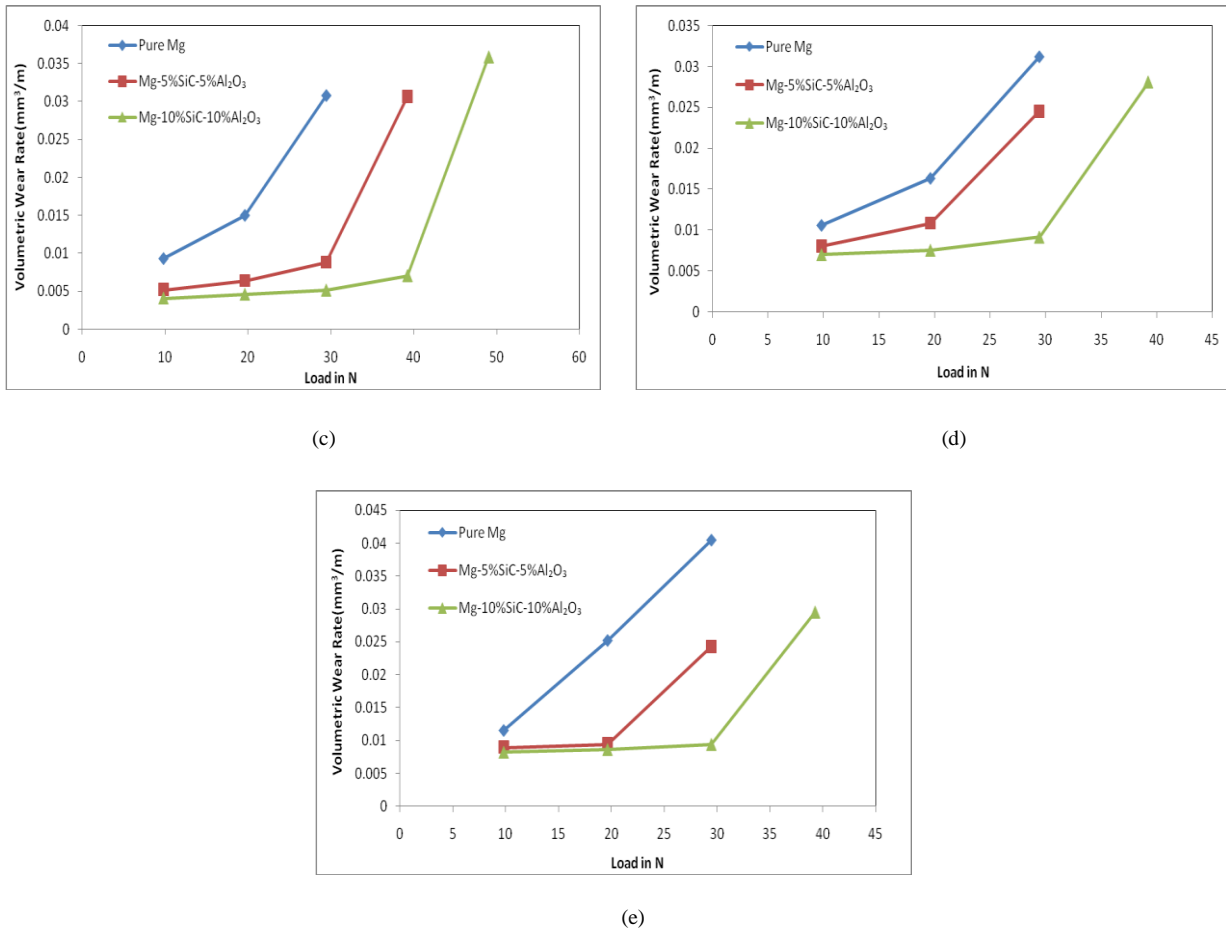 0.04
0.035
0.03
0.025
0.02
0.015
0.01
0.005
0
Volumetric Wear Rate(mm³/m)
Pure Mg
Mg-5%SiC-5%Al₂O₃
Mg-10%SiC-10%Al₂O₃
0 10 20 30 40 50 60
Load in N
(c)
0.035
0.03
0.025
0.02
0.015
0.01
0.005
0
Volumetric Wear Rate(mm³/m)
Pure Mg
Mg-5%SiC-5%Al₂O₃
Mg-10%SiC-10%Al₂O₃
0 5 10 15 20 25 30 35 40 45
Load in N
(d)
0.045
0.04
0.035
0.03
0.025
0.02
0.015
0.01
0.005
0
Volumetric Wear Rate(mm³/m)
Pure Mg
Mg-5%SiC-5%Al₂O₃
Mg-10%SiC-10%Al₂O₃
0 5 10 15 20 25 30 35 40 45
Load in N
(e)